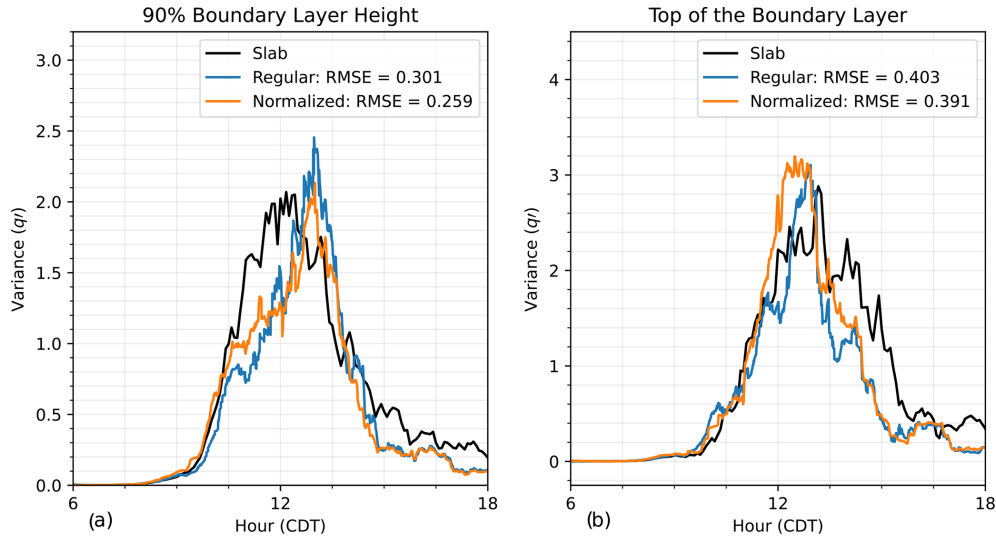 90% Boundary Layer Height
Top of the Boundary Layer
Slab
Regular: RMSE = 0.301
Normalized: RMSE = 0.259
Slab
Regular: RMSE = 0.403
Normalized: RMSE = 0.391
Variance (q′)
3.0
2.5
2.0
1.5
1.0
0.5
0.0
6
12
18
(a)
Hour (CDT)
Variance (q′)
4
3
2
1
0
6
12
18
(b)
Hour (CDT)